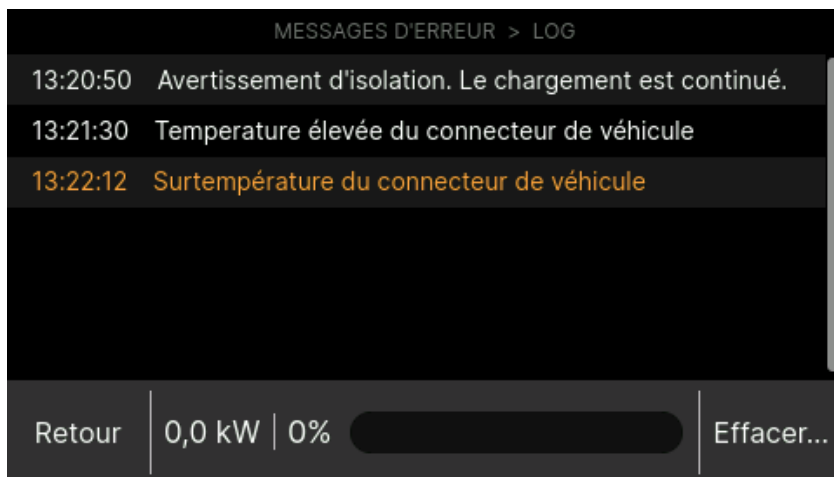 MESSAGES D'ERREUR > LOG
13:20:50 Avertissement d'isolation. Le chargement est continué.
13:21:30 Temperature élevée du connecteur de véhicule
13:22:12 Surtempérature du connecteur de véhicule
Retour 0,0 kW 0% Effacer...